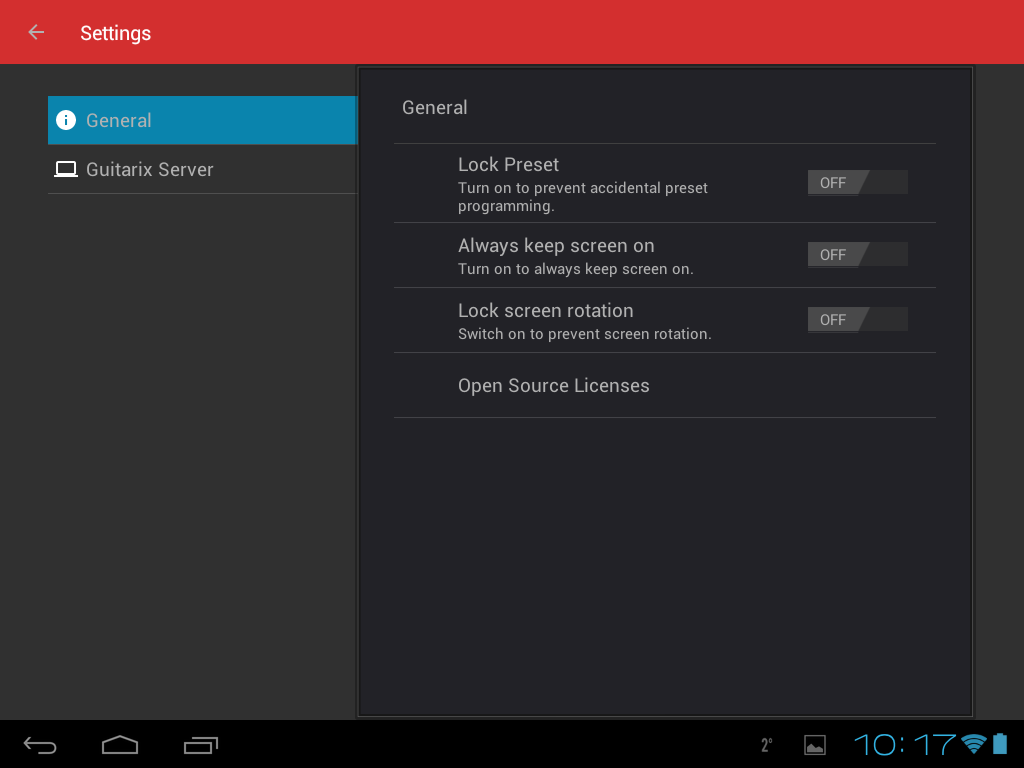 Settings
General
Guitarix Server
General
Lock Preset
Turn on to prevent accidental preset
programming.
OFF
Always keep screen on
Turn on to always keep screen on.
OFF
Lock screen rotation
Switch on to prevent screen rotation.
OFF
Open Source Licenses
2°
10:17